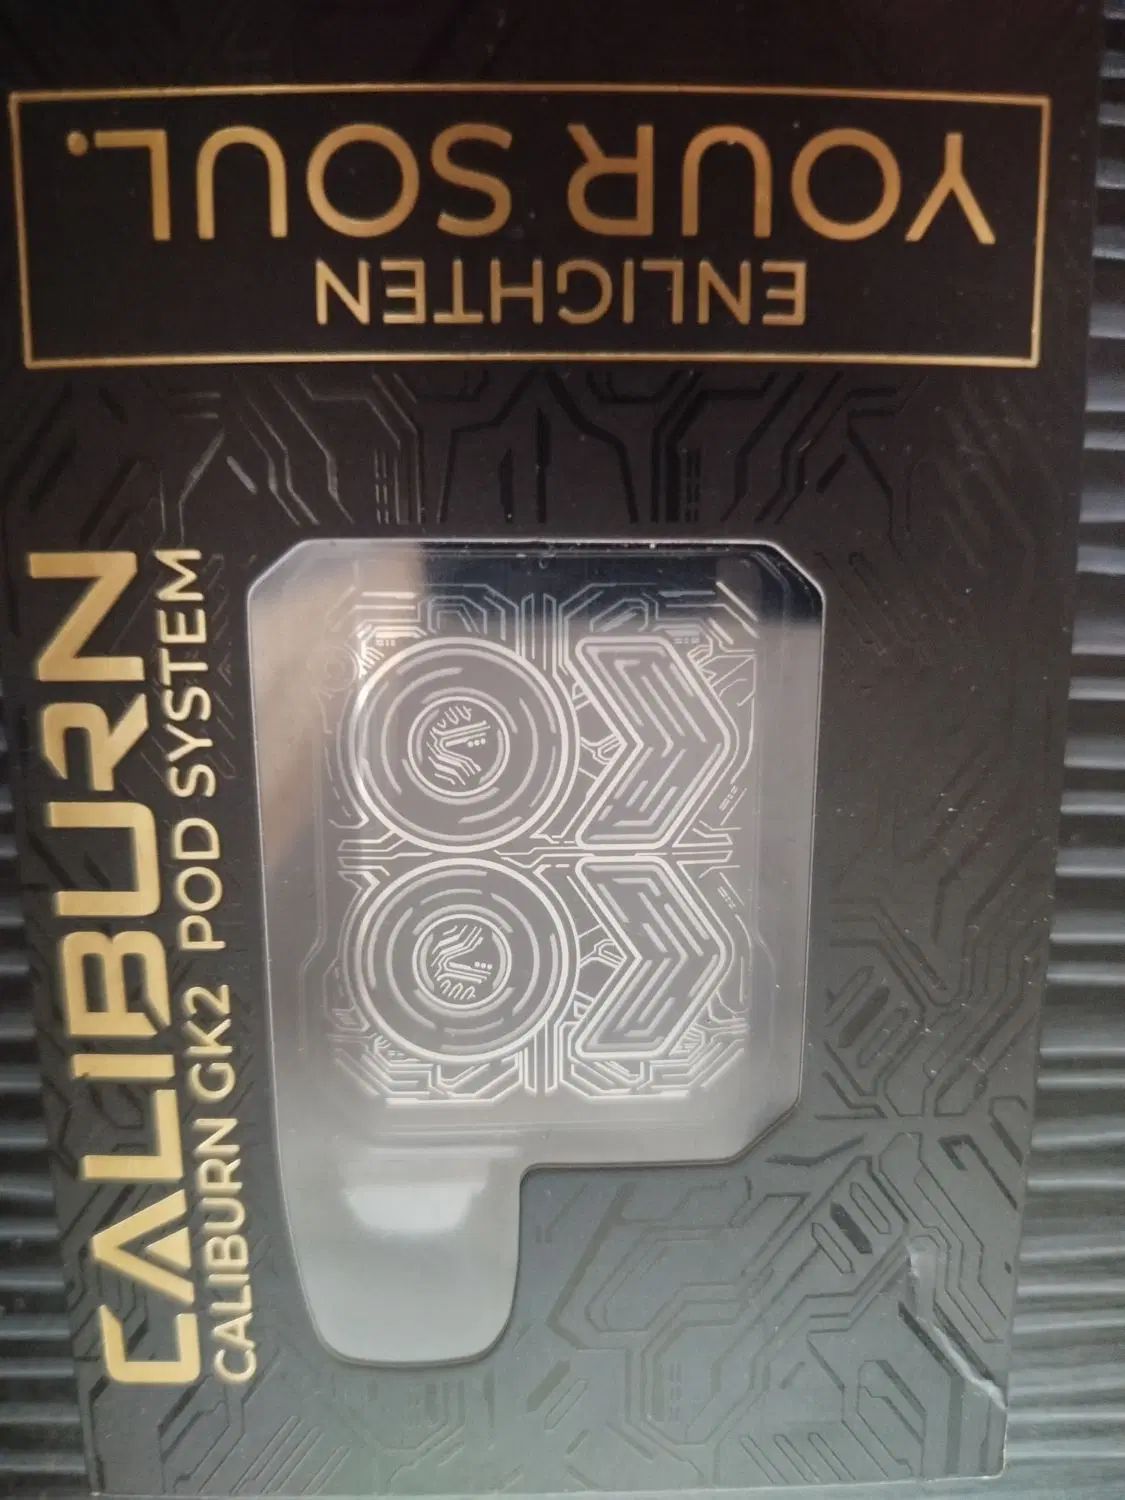 ENLIGHTEN
YOUR SOUL.
CALIBURN
CALIBURN GK2 POD SYSTEM